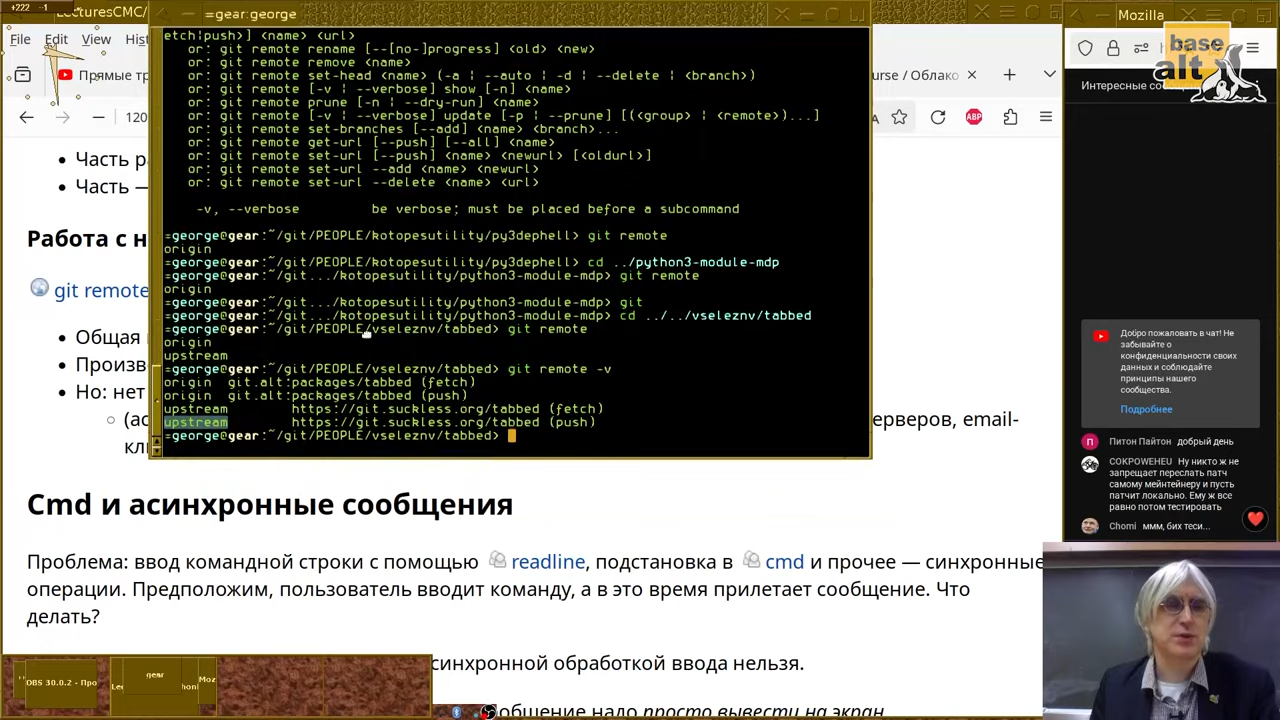 +222 --1
LecturesCMC/
=gear:george
Mozilla
File Edit View
etch|push>] <name> <url>
or: git remote rename [--[no-]progress] <old> <new>
or: git remote remove <name>
or: git remote set-head <name> (-a | --auto | -d | --delete | <branch>)
or: git remote [-v | --verbose] show [-n] <name>
or: git remote prune [-n | --dry-run] <name>
or: git remote [-v | --verbose] update [-p | --prune] [(<group> | <remote>)...]
or: git remote set-branches [--add] <name> <branch>...
or: git remote get-url [--push] [--all] <name>
or: git remote set-url [--push] <name> <newurl> [<oldurl>]
or: git remote set-url --add <name> <newurl>
or: git remote set-url --delete <name> <url>
-v, --verbose be verbose; must be placed before a subcommand
=george@gear:~/git/PEOPLE/kotopesutility/py3dephell> git remote
origin
=george@gear:~/git/PEOPLE/kotopesutility/py3dephell> cd ../python3-module-mdp
=george@gear:~/git.../kotopesutility/python3-module-mdp> git remote
origin
=george@gear:~/git.../kotopesutility/python3-module-mdp> git
=george@gear:~/git.../kotopesutility/python3-module-mdp> cd ../../vseleznv/tabbed
=george@gear:~/git/PEOPLE/vseleznv/tabbed> git remote
origin
upstream
=george@gear:~/git/PEOPLE/vseleznv/tabbed> git remote -v
origin git.alt:packages/tabbed (fetch)
origin git.alt:packages/tabbed (push)
upstream https://git.suckless.org/tabbed (fetch)
upstream https://git.suckless.org/tabbed (push)
=george@gear:~/git/PEOPLE/vseleznv/tabbed>
Прямые тр
urse / Облако
120
ABP
Часть ра
Часть —
Работа с н
git remote
Общая
Произв
Но: нет
(ас
серверов, email-
кл
Cmd и асинхронные сообщения
Проблема: ввод командной строки с помощью readline, подстановка в cmd и прочее — синхронные
операции. Предположим, пользователь вводит команду, а в это время прилетает сообщение. Что
делать?
синхронной обработкой ввода нельзя.
ообщение надо просто вывести на экран
base
alt
Интересные со
Добро пожаловать в чат! Не
забывайте о
конфиденциальности своих
данных и соблюдайте
принципы нашего
сообщества.
Подробнее
Питон Пайтон добрый день
COKPOWEHEU Ну никто ж не
запрещает переслать патч
самому мейнтейнеру и пусть
патчит локально. Ему ж все
равно потом тестировать
Chomi ммм, бих теси...
OBS 30.0.2 - Про
gear
Moz